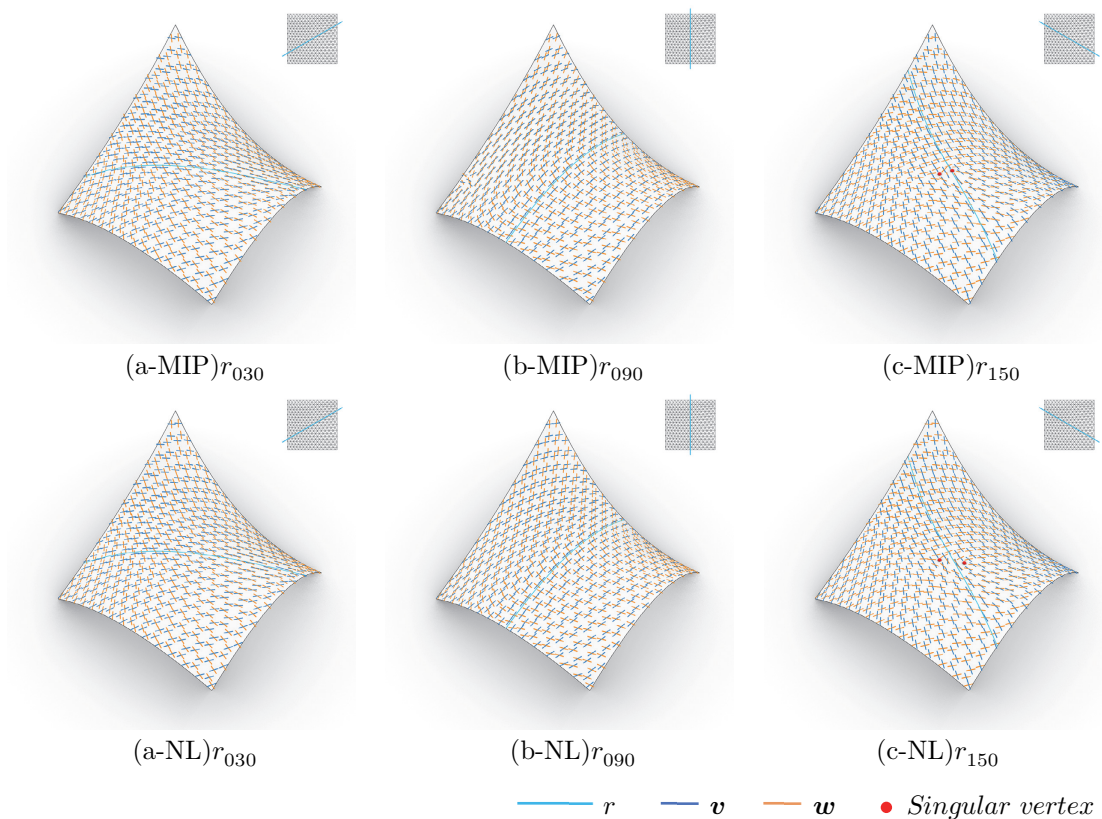 (a-MIP)r₀₃₀
(b-MIP)r₀₉₀
(c-MIP)r₁₅₀
(a-NL)r₀₃₀
(b-NL)r₀₉₀
(c-NL)r₁₅₀
r v w Singular vertex